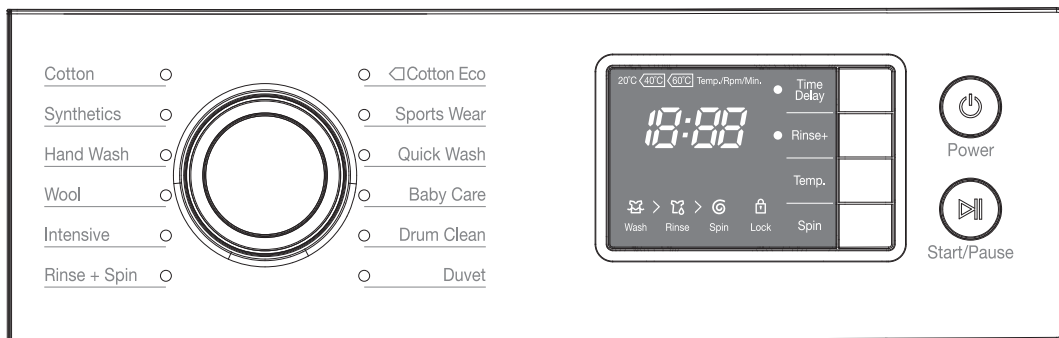 Cotton
Synthetics
Hand Wash
Wool
Intensive
Rinse + Spin
Cotton Eco
Sports Wear
Quick Wash
Baby Care
Drum Clean
Duvet
20°C 40°C 60°C Temp./Rpm/Min.
18:88
Wash > Rinse > Spin Lock
Time
Delay
Rinse+
Temp.
Spin
Power
Start/Pause